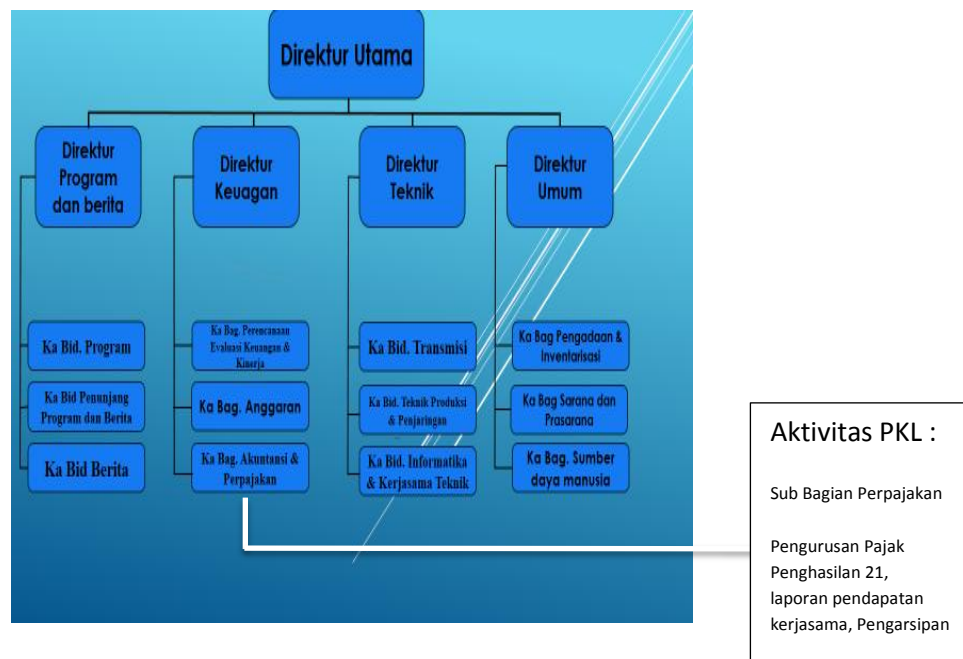 Direktur Utama
Direktur
Program
dan berita
Direktur
Keuagan
Direktur
Teknik
Direktur
Umum
Ka Bid. Program
Ka Bag. Perencanaan
Evaluasi Keuangan &
Kinerja
Ka Bid. Transmisi
Ka Bag Pengadaan &
Inventarisasi
Ka Bid Penunjang
Program dan Berita
Ka Bag. Anggaran
Ka Bid. Teknik Produksi
& Penjaringan
Ka Bag Sarana dan
Prasarana
Ka Bid Berita
Ka Bag. Akuntansi &
Perpajakan
Ka Bid. Informatika
& Kerjasama Teknik
Ka Bag. Sumber
daya manusia
Aktivitas PKL :
Sub Bagian Perpajakan
Pengurusan Pajak
Penghasilan 21,
laporan pendapatan
kerjasama, Pengarsipan